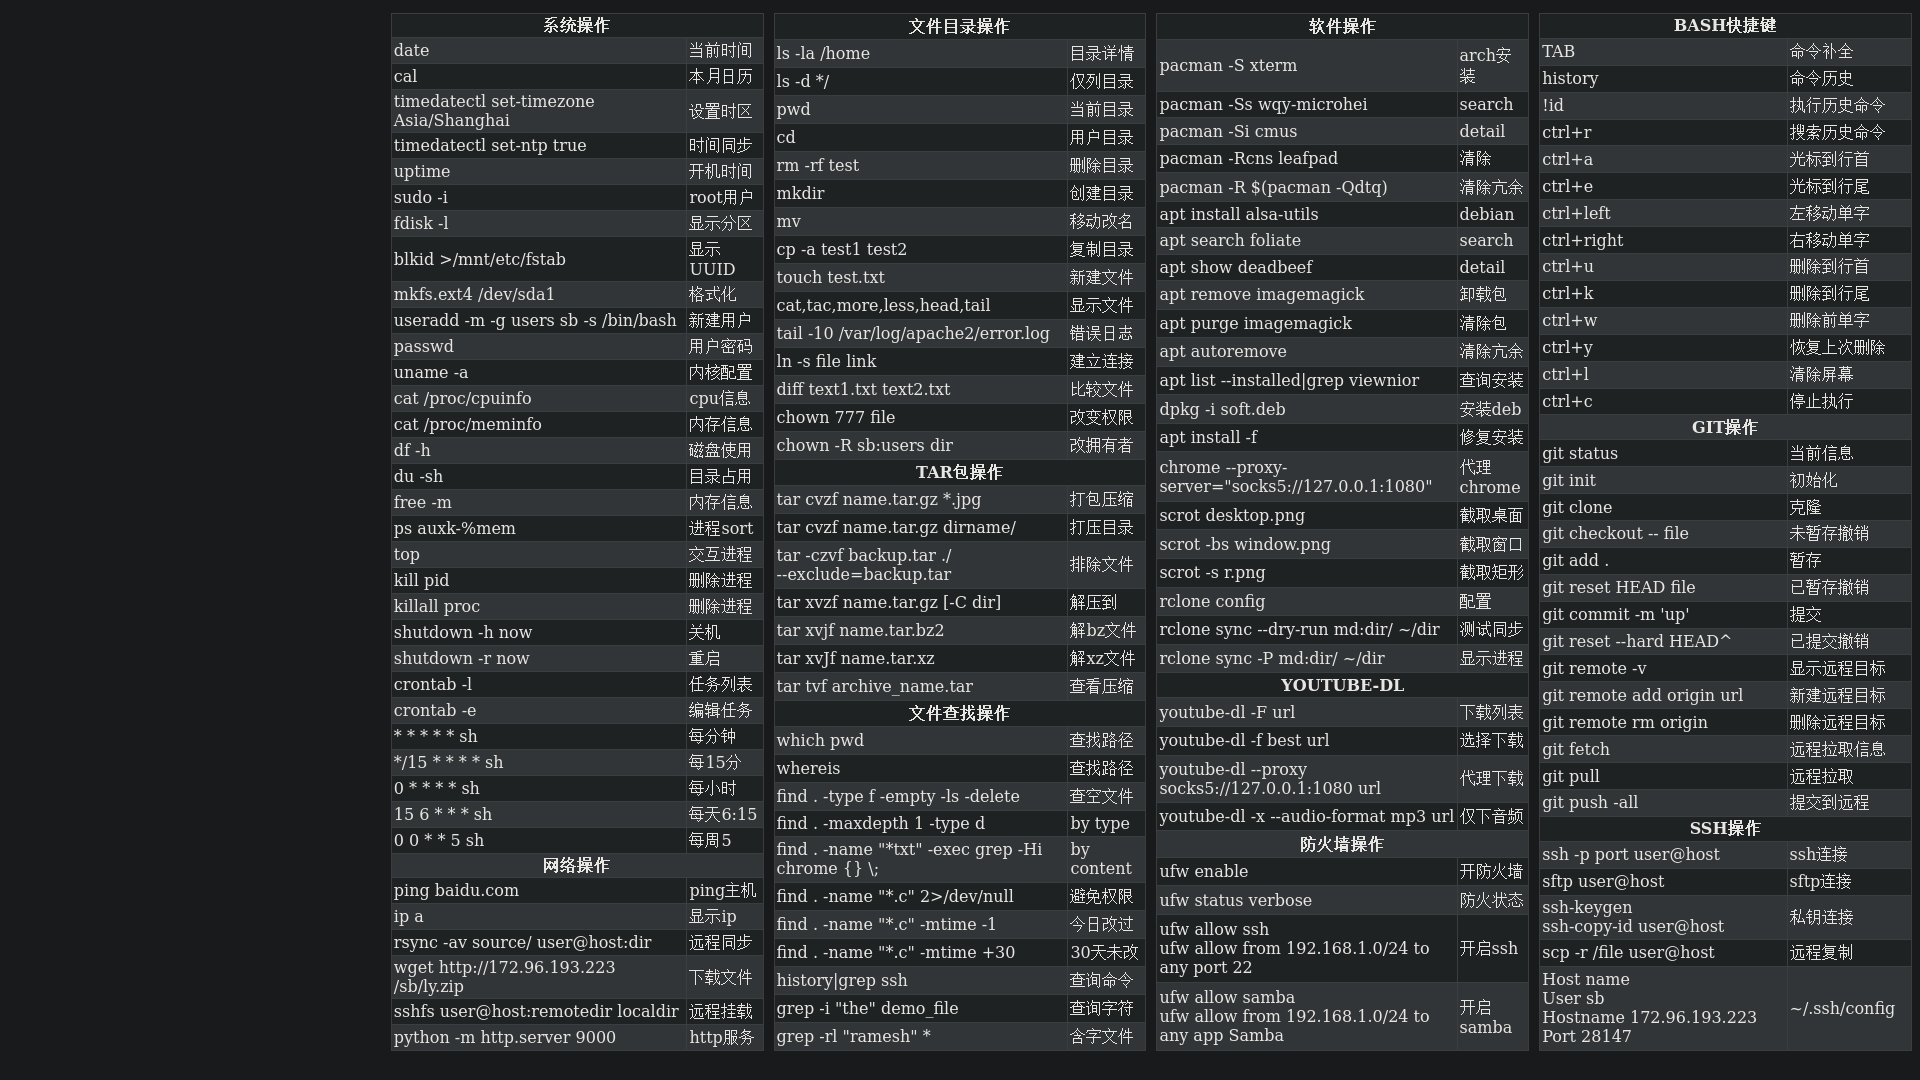 系统操作
date 当前时间
cal 本月日历
timedatectl set-timezone
Asia/Shanghai 设置时区
timedatectl set-ntp true 时间同步
uptime 开机时间
sudo -i root用户
fdisk -l 显示分区
blkid >/mnt/etc/fstab 显示
UUID
mkfs.ext4 /dev/sda1 格式化
useradd -m -g users sb -s /bin/bash 新建用户
passwd 用户密码
uname -a 内核配置
cat /proc/cpuinfo cpu信息
cat /proc/meminfo 内存信息
df -h 磁盘使用
du -sh 目录占用
free -m 内存信息
ps auxk-%mem 进程sort
top 交互进程
kill pid 删除进程
killall proc 删除进程
shutdown -h now 关机
shutdown -r now 重启
crontab -l 任务列表
crontab -e 编辑任务
* * * * * sh 每分钟
*/15 * * * * sh 每15分
0 * * * * sh 每小时
15 6 * * * sh 每天6:15
0 0 * * 5 sh 每周5
网络操作
ping baidu.com ping主机
ip a 显示ip
rsync -av source/ user@host:dir 远程同步
wget http://172.96.193.223
/sb/ly.zip 下载文件
sshfs user@host:remotedir localdir 远程挂载
python -m http.server 9000 http服务
文件目录操作
ls -la /home 目录详情
ls -d */ 仅列目录
pwd 当前目录
cd 用户目录
rm -rf test 删除目录
mkdir 创建目录
mv 移动改名
cp -a test1 test2 复制目录
touch test.txt 新建文件
cat,tac,more,less,head,tail 显示文件
tail -10 /var/log/apache2/error.log 错误日志
ln -s file link 建立连接
diff text1.txt text2.txt 比较文件
chown 777 file 改变权限
chown -R sb:users dir 改拥有者
TAR包操作
tar cvzf name.tar.gz *.jpg 打包压缩
tar cvzf name.tar.gz dirname/ 打压目录
tar -czvf backup.tar ./
--exclude=backup.tar 排除文件
tar xvzf name.tar.gz [-C dir] 解压到
tar xvjf name.tar.bz2 解bz文件
tar xvJf name.tar.xz 解xz文件
tar tvf archive_name.tar 查看压缩
文件查找操作
which pwd 查找路径
whereis 查找路径
find . -type f -empty -ls -delete 查空文件
find . -maxdepth 1 -type d by type
find . -name "*txt" -exec grep -Hi
chrome {} \; by
content
find . -name "*.c" 2>/dev/null 避免权限
find . -name "*.c" -mtime -1 今日改过
find . -name "*.c" -mtime +30 30天未改
history|grep ssh 查询命令
grep -i "the" demo_file 查询字符
grep -rl "ramesh" * 含字文件
软件操作
pacman -S xterm arch安
装
pacman -Ss wqy-microhei search
pacman -Si cmus detail
pacman -Rcns leafpad 清除
pacman -R $(pacman -Qdtq) 清除亢余
apt install alsa-utils debian
apt search foliate search
apt show deadbeef detail
apt remove imagemagick 卸载包
apt purge imagemagick 清除包
apt autoremove 清除亢余
apt list --installed|grep viewnior 查询安装
dpkg -i soft.deb 安装deb
apt install -f 修复安装
chrome --proxy-
server="socks5://127.0.0.1:1080" 代理
chrome
scrot desktop.png 截取桌面
scrot -bs window.png 截取窗口
scrot -s r.png 截取矩形
rclone config 配置
rclone sync --dry-run md:dir/ ~/dir 测试同步
rclone sync -P md:dir/ ~/dir 显示进程
YOUTUBE-DL
youtube-dl -F url 下载列表
youtube-dl -f best url 选择下载
youtube-dl --proxy
socks5://127.0.0.1:1080 url 代理下载
youtube-dl -x --audio-format mp3 url 仅下音频
防火墙操作
ufw enable 开防火墙
ufw status verbose 防火状态
ufw allow ssh
ufw allow from 192.168.1.0/24 to
any port 22 开启ssh
ufw allow samba
ufw allow from 192.168.1.0/24 to
any app Samba 开启
samba
BASH快捷键
TAB 命令补全
history 命令历史
!id 执行历史命令
ctrl+r 搜索历史命令
ctrl+a 光标到行首
ctrl+e 光标到行尾
ctrl+left 左移动单字
ctrl+right 右移动单字
ctrl+u 删除到行首
ctrl+k 删除到行尾
ctrl+w 删除前单字
ctrl+y 恢复上次删除
ctrl+l 清除屏幕
ctrl+c 停止执行
GIT操作
git status 当前信息
git init 初始化
git clone 克隆
git checkout -- file 未暂存撤销
git add . 暂存
git reset HEAD file 已暂存撤销
git commit -m 'up' 提交
git reset --hard HEAD^ 已提交撤销
git remote -v 显示远程目标
git remote add origin url 新建远程目标
git remote rm origin 删除远程目标
git fetch 远程拉取信息
git pull 远程拉取
git push -all 提交到远程
SSH操作
ssh -p port user@host ssh连接
sftp user@host sftp连接
ssh-keygen
ssh-copy-id user@host 私钥连接
scp -r /file user@host 远程复制
Host name
User sb
Hostname 172.96.193.223
Port 28147 ~/.ssh/config